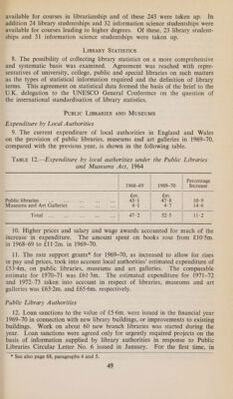 available for courses in librarianship and of these 243 were taken up. In
addition 24 library studentships and 32 information science studentships were
available for courses leading to higher degrees. Of these, 23 library student-
ships and 31 information studentships were taken up.
LIBRARY STATISTICS
8. The possibility of collecting library statistics on a more comprehensive
and systematic basis was examined. Agreement was reached with repre-
sentatives of university, college, public and special libraries on such matters
as the types of statistical information required and the definition of library
terms. This agreement on statistical data formed the basis of the brief to the
U.K. delegation to the UNESCO General Conference on the question of
the international standardisation of library statistics.
PUBLIC LIBRARIES AND MUSEUMS
Expenditure by Local Authorities
9. The current expenditure of local authorities in England and Wales
on the provision of public libraries, museums and art galleries in 1969-70,
compared with the previous year, is shown in the following table.
TABLE 12.—Expenditure by local authorities under the Public Libraries
and Museums Act, 1964
1968-69 1969-70 Percentage Increase
£m. £m.
Public libraries 43·1 47·8 10·9
Museums and Art Galleries 4·1 4·7 14·6
Total 47·2 52·5 11·2
10. Higher prices and salary and wage awards accounted for much of the
increase in expenditure. The amount spent on books rose from £10·5m.
in 1968-69 to £11·2m. in 1969-70.
11. The rate support grants* for 1969-70, as increased to allow for rises
in pay and prices, took into account local authorities' estimated expenditure of
£53·4m. on public libraries, museums and art galleries. The comparable
estimate for 1970-71 was £61·3m. The estimated expenditure for 1971-72
and 1972-73 taken into account in respect of libraries, museums and art
galleries was £63·2m. and £65·6m. respectively.
Public Library Authorities
12. Loan sanctions to the value of £5·6m. were issued in the financial year
1969-70 in connection with new library buildings, or improvements to existing
buildings. Work on about 60 new branch libraries was started during the
year. Loan sanctions were agreed only for urgently required projects on the
basis of information supplied by library authorities in response to Public
Libraries Circular Letter No. 6 issued in January. For the first time, in
* See also page 68, paragraphs 4 and 5.
49